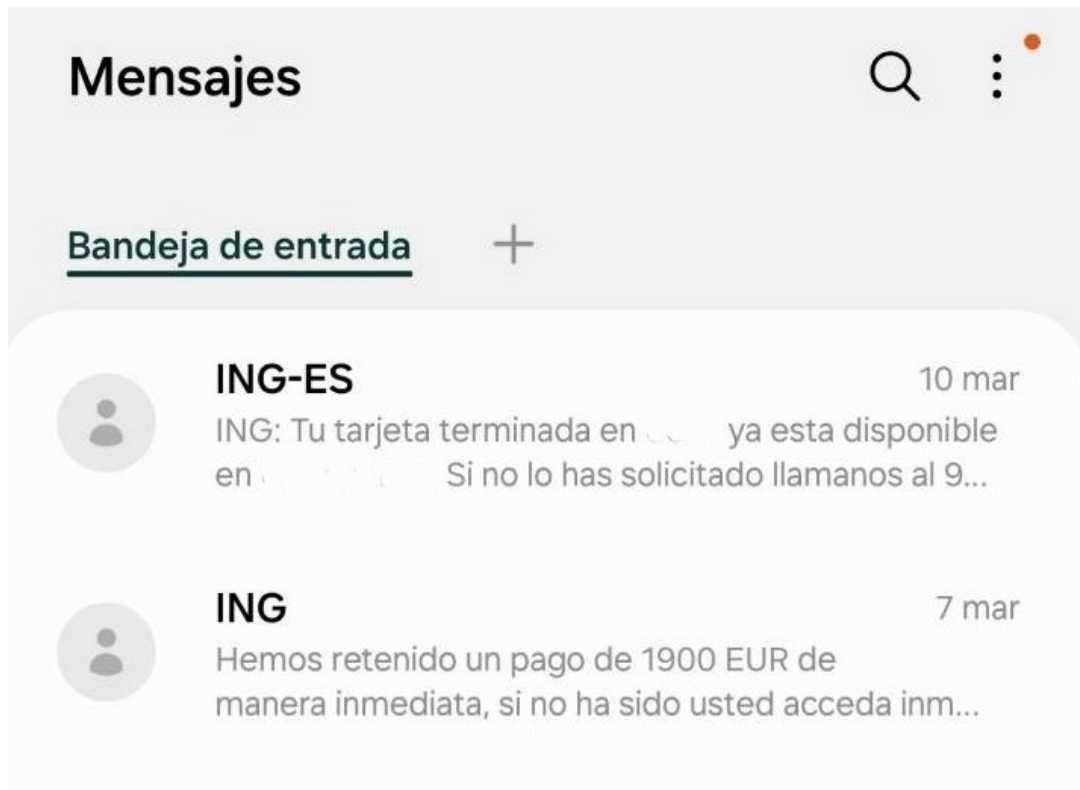 Mensajes
Bandeja de entrada
ING-ES 10 mar
ING: Tu tarjeta terminada en ya esta disponible
en Si no lo has solicitado llamanos al 9...
ING 7 mar
Hemos retenido un pago de 1900 EUR de
manera inmediata, si no ha sido usted acceda inm...